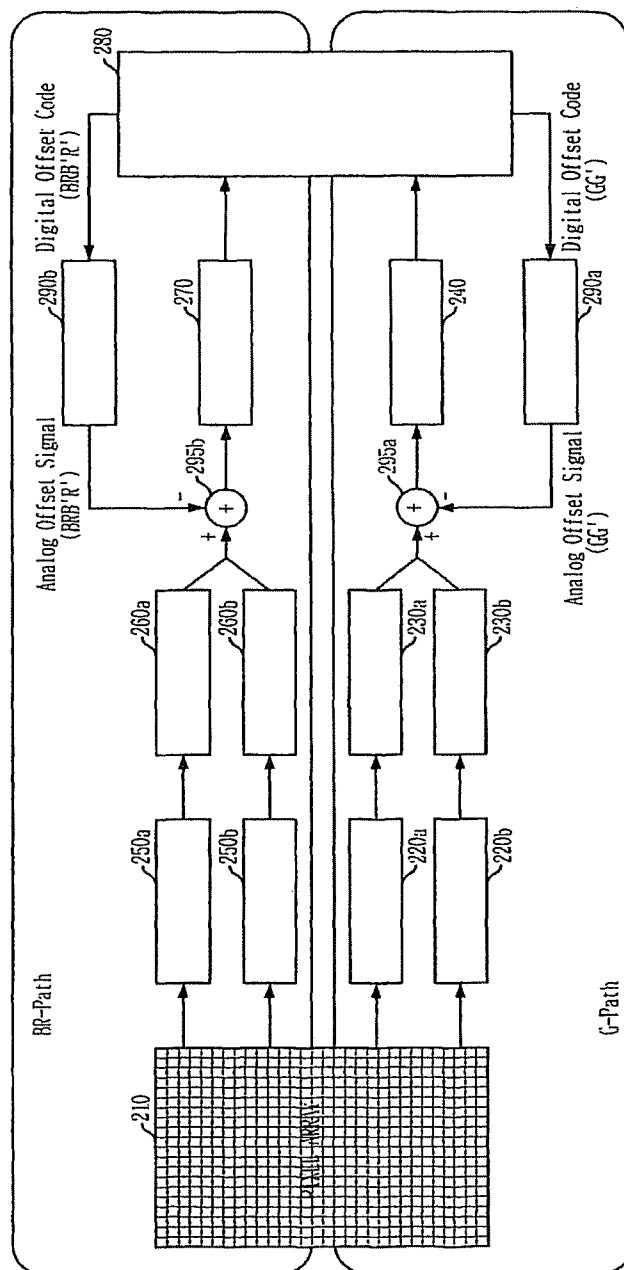 BR-Path
210
PIXEL ARRAY
250a
250b
260a
260b
Analog Offset Signal
(BRB'R')
290b
Digital Offset Code
(BRB'R')
-
+
+
295b
270
280
G-Path
220a
220b
230a
230b
+
+
-
295a
240
Analog Offset Signal
(GG')
290a
Digital Offset Code
(GG')